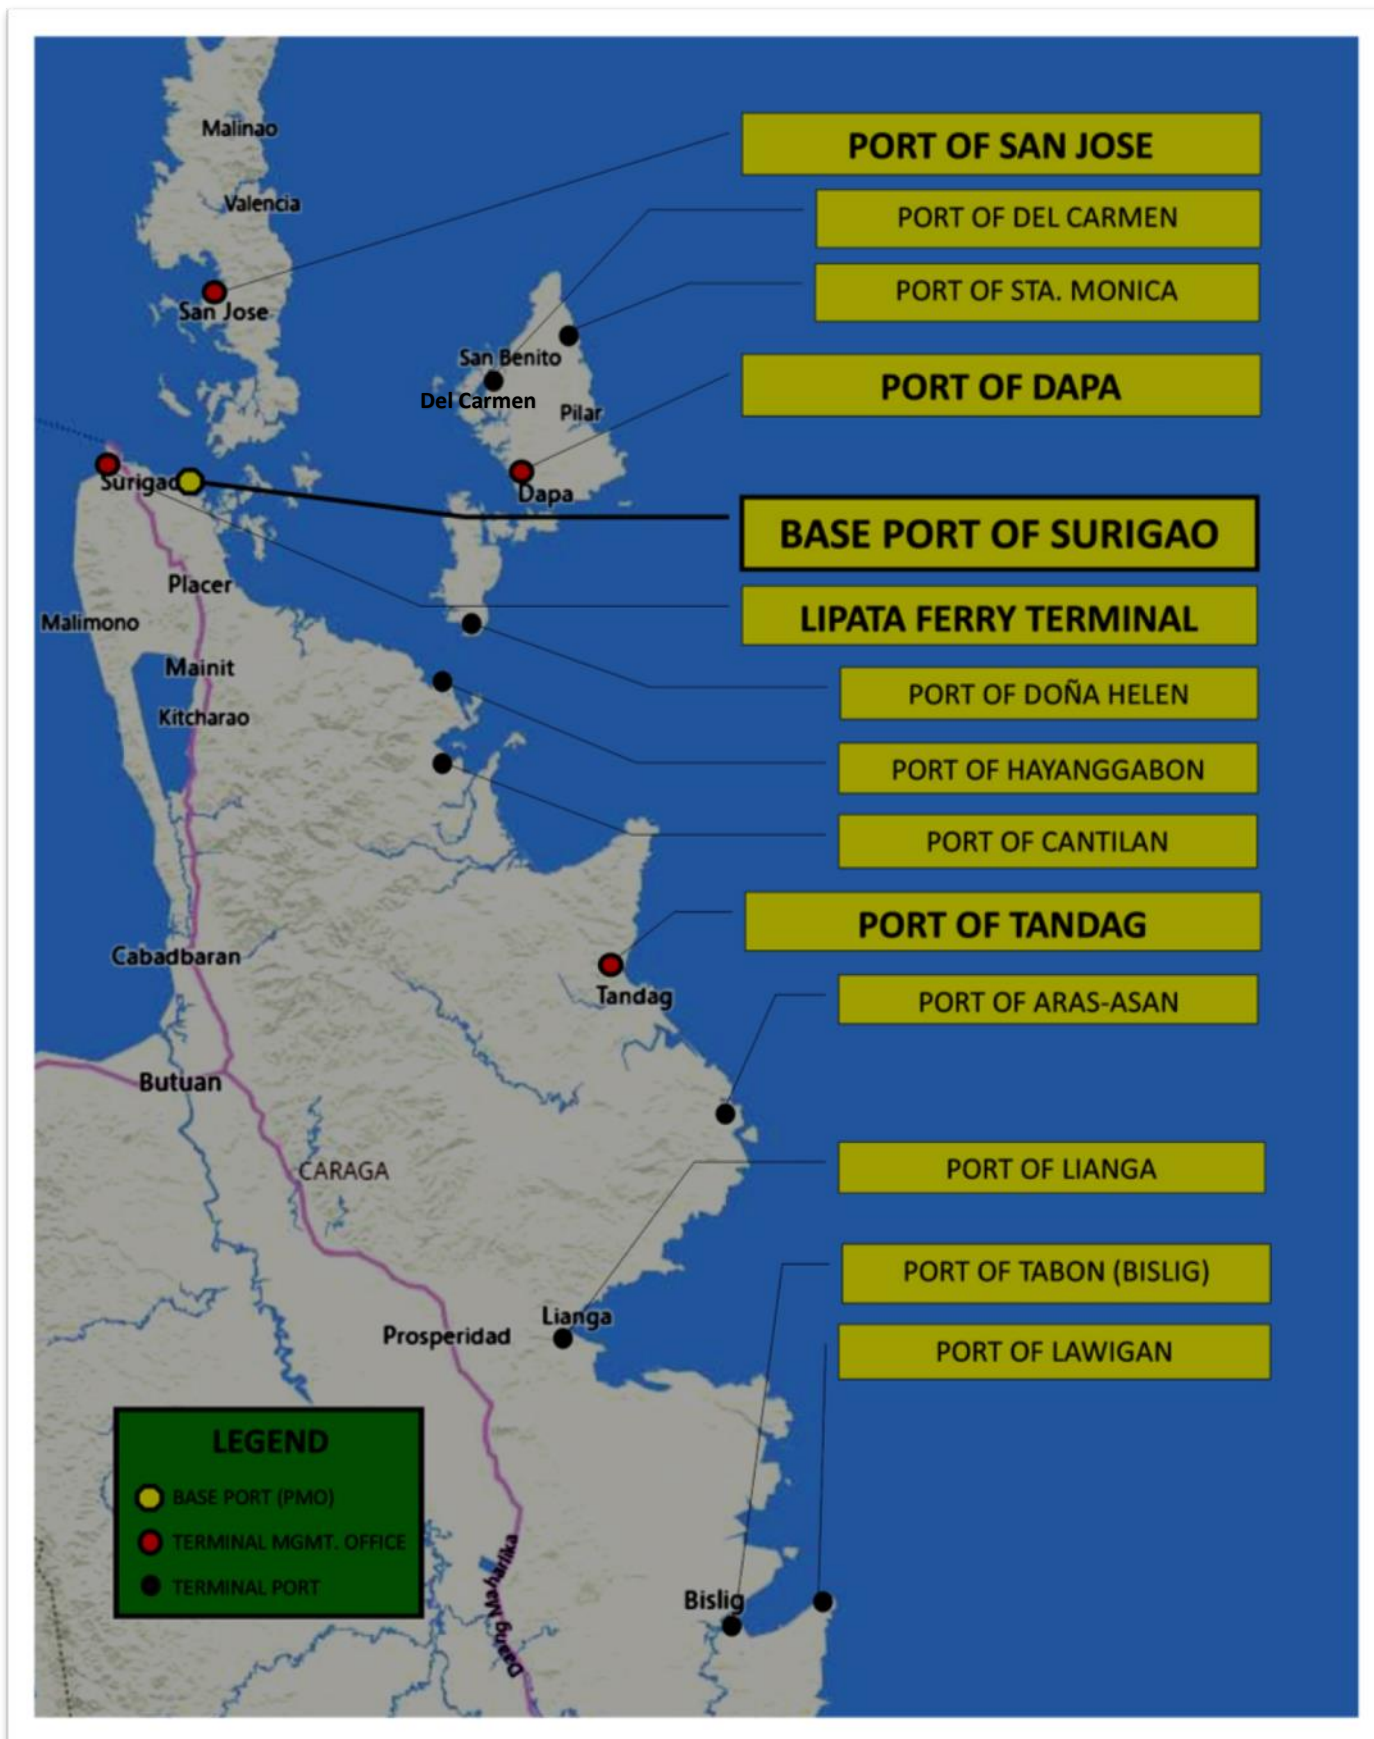 Malinao
PORT OF SAN JOSE
Valencia
PORT OF DEL CARMEN
PORT OF STA. MONICA
San Jose
San Benito
PORT OF DAPA
Del Carmen
Pilar
Surigao
Dapa
BASE PORT OF SURIGAO
Placer
LIPATA FERRY TERMINAL
Malimono
Mainit
PORT OF DOÑA HELEN
Kitcharao
PORT OF HAYANGGABON
PORT OF CANTILAN
PORT OF TANDAG
Cabadbaran
Tandag
PORT OF ARAS-ASAN
Butuan
CARAGA
PORT OF LIANGA
PORT OF TABON (BISLIG)
Lianga
Prosperidad
PORT OF LAWIGAN
LEGEND
BASE PORT (PMO)
TERMINAL MGMT. OFFICE
TERMINAL PORT
Daang Maharlika
Bislig